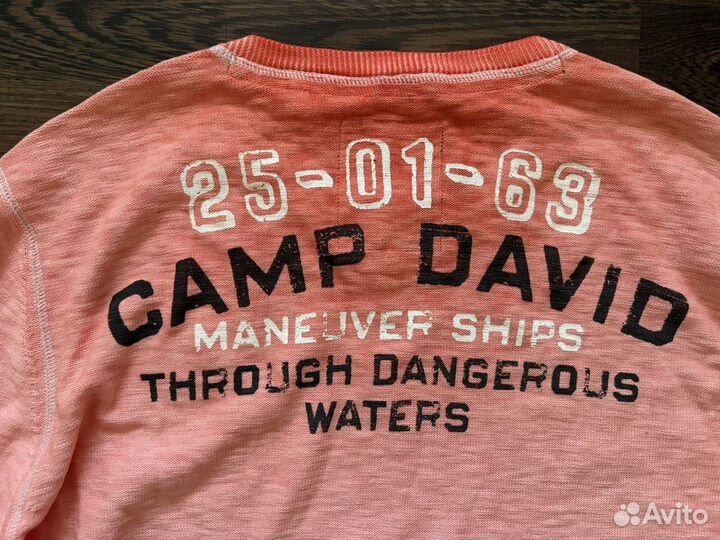 25-01-63
CAMP DAVID
MANEUVER SHIPS
THROUGH DANGEROUS
WATERS
Avito